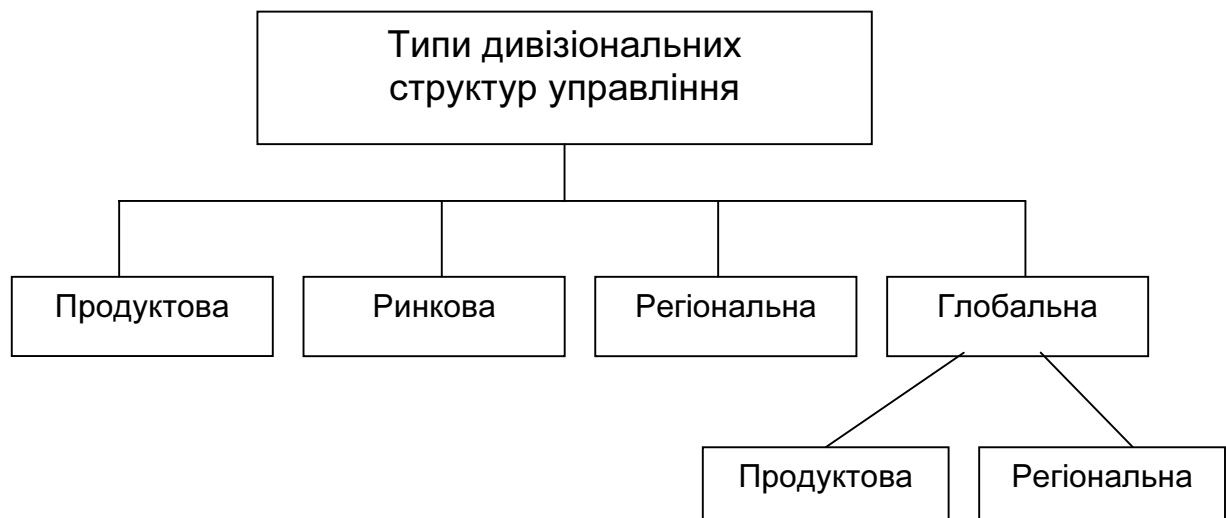 Типи дивізіональних
структур управління
Продуктова
Ринкова
Регіональна
Глобальна
Продуктова
Регіональна